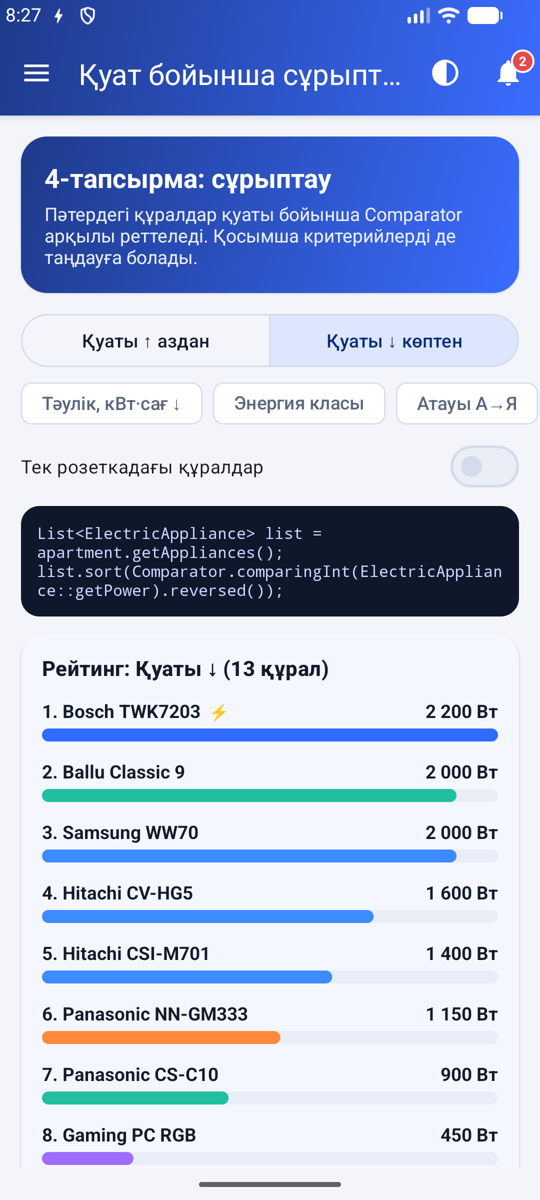 8:27
Қуат бойынша сұрыпт...
2
4-тапсырма: сұрыптау
Пәтердегі құралдар қуаты бойынша Comparator
арқылы реттеледі. Қосымша критерийлерді де
таңдауға болады.
Қуаты ↑ аздан
Қуаты ↓ көптен
Тәулік, кВт·сағ ↓
Энергия класы
Атауы А→Я
Тек розеткадағы құралдар
List<ElectricAppliance> list =
apartment.getAppliances();
list.sort(Comparator.comparingInt(ElectricApplian
ce::getPower).reversed());
Рейтинг: Қуаты ↓ (13 құрал)
1. Bosch TWK7203 ⚡ 2 200 Вт
2. Ballu Classic 9 2 000 Вт
3. Samsung WW70 2 000 Вт
4. Hitachi CV-HG5 1 600 Вт
5. Hitachi CSI-M701 1 400 Вт
6. Panasonic NN-GM333 1 150 Вт
7. Panasonic CS-C10 900 Вт
8. Gaming PC RGB 450 Вт